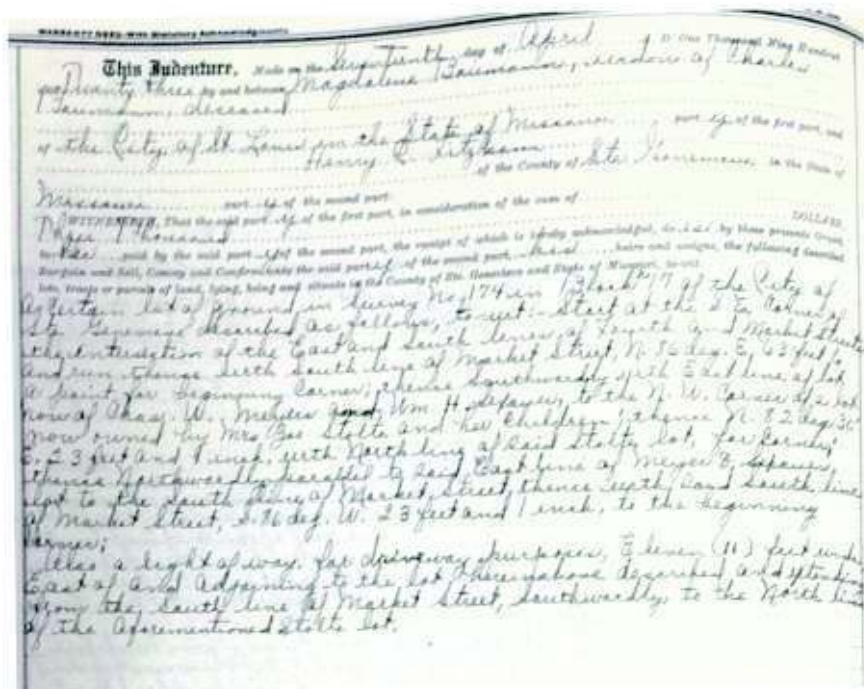 WARRANTY DEED—With Statutory Acknowledgments
This Indenture, Made on the Seventeenth day of April A. D. One Thousand Nine Hundred
and Twenty three by and between Magdalena Baumann, widow of Charles
Baumann, deceased
of the City of St. Louis in the State of Missouri part y of the first part, and
Henry C. of the County of Ste Genevieve, in the State of
Missouri part y of the second part:
WITNESSETH, That the said part y of the first part, in consideration of the sum of
Three Thousand DOLLARS,
to paid by the said part y of the second part, the receipt of which is hereby acknowledged, do by these presents Grant,
Bargain and Sell, Convey and Confirm unto the said part y of the second part, heirs and assigns, the following described
lots, tracts or parcels of land, lying, being and situate in the County of Ste. Genevieve and State of Missouri, to-wit:
A certain lot of ground in Survey No. 174 in Block # 17 of the City of
Ste. Genevieve described as follows, to wit:- Start at the S. E. Corner of
the intersection of the East and South lines of Fourth and Market Streets
and run thence with South line of Market Street, N. 86 deg. E. 63 feet to
a point for beginning corner; thence Southwardly with East line of lot
now of Chas. W. Meyer and Wm H. to the N. W. Corner of a lot
now owned by Mrs. Stolte and her Children; thence N. 82 deg. 30
E. 23 feet and 1 inch, with North line of said Stolte lot, for corner;
thence Northwardly parallel to said East line of Meyer &
lot to the South line of Market Street, thence with said South line
of Market Street, S. 86 deg. W. 23 feet and 1 inch, to the beginning
corner;
Also a right of way, for driveway purposes, Eleven (11) feet wide
East of and adjoining to the lot hereinabove described, and extending
from the South line of Market Street, Southwardly, to the North line
of the aforementioned Stolte lot.